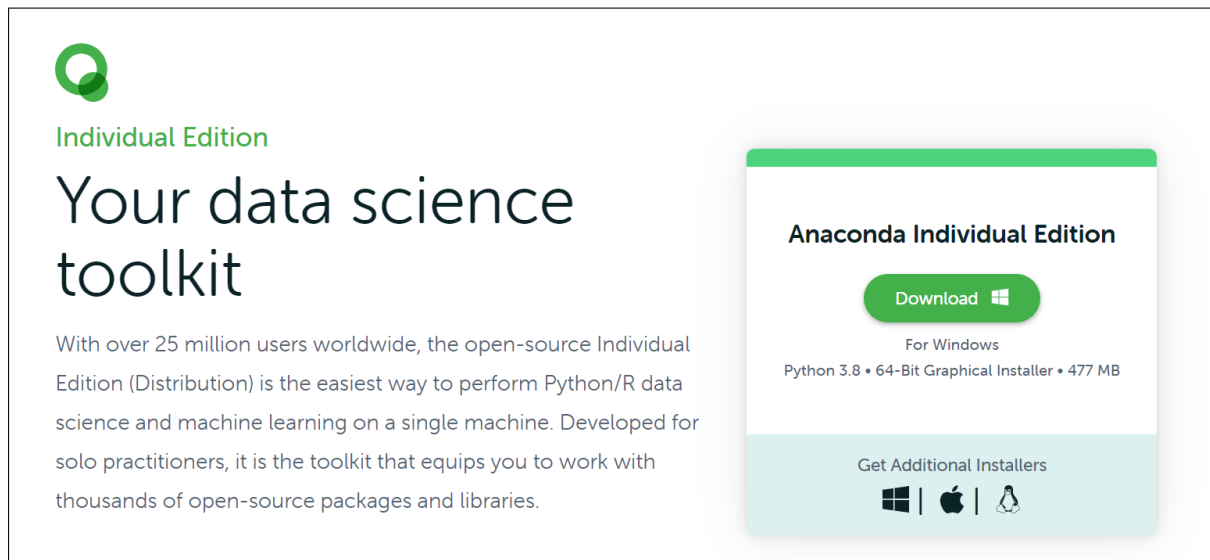 Individual Edition
Your data science
toolkit
With over 25 million users worldwide, the open-source Individual
Edition (Distribution) is the easiest way to perform Python/R data
science and machine learning on a single machine. Developed for
solo practitioners, it is the toolkit that equips you to work with
thousands of open-source packages and libraries.
Anaconda Individual Edition
Download
For Windows
Python 3.8 • 64-Bit Graphical Installer • 477 MB
Get Additional Installers